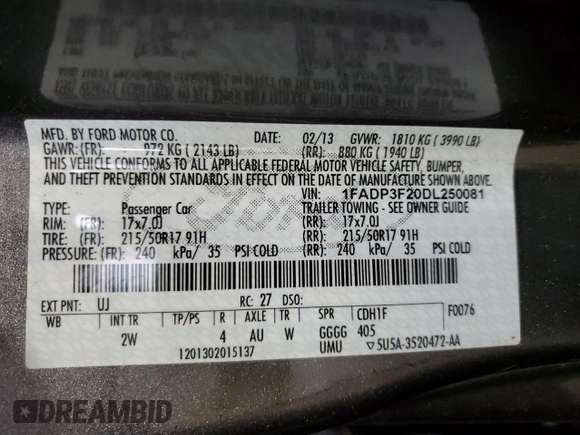 MFD. BY FORD MOTOR CO. DATE: 02/13 GVWR: 1810 KG ( 3990 LB)
GAWR: (FR) 972 KG ( 2143 LB) (RR): 880 KG ( 1940 LB)
THIS VEHICLE CONFORMS TO ALL APPLICABLE FEDERAL MOTOR VEHICLE SAFETY, BUMPER,
AND THEFT PREVENTION STANDARDS IN EFFECT ON THE DATE OF MANUFACTURE SHOWN ABOVE.
VIN: 1FADP3F20DL250081
TYPE: Passenger Car TRAILER TOWING - SEE OWNER GUIDE
RIM: (FR) 17x7.0J (RR): 17x7.0J
TIRE: (FR) 215/50R17 91H (RR): 215/50R17 91H
PRESSURE: (FR) 240 kPa/ 35 PSI COLD (RR): 240 kPa/ 35 PSI COLD
EXT PNT: UJ RC: 27 DSO: F0076
WB INT TR TP/PS R AXLE TR SPR CDH1F
2W 4 AU W GGGG 405
1201302015137 UMU ▽5U5A-3520472-AA
DREAMBID